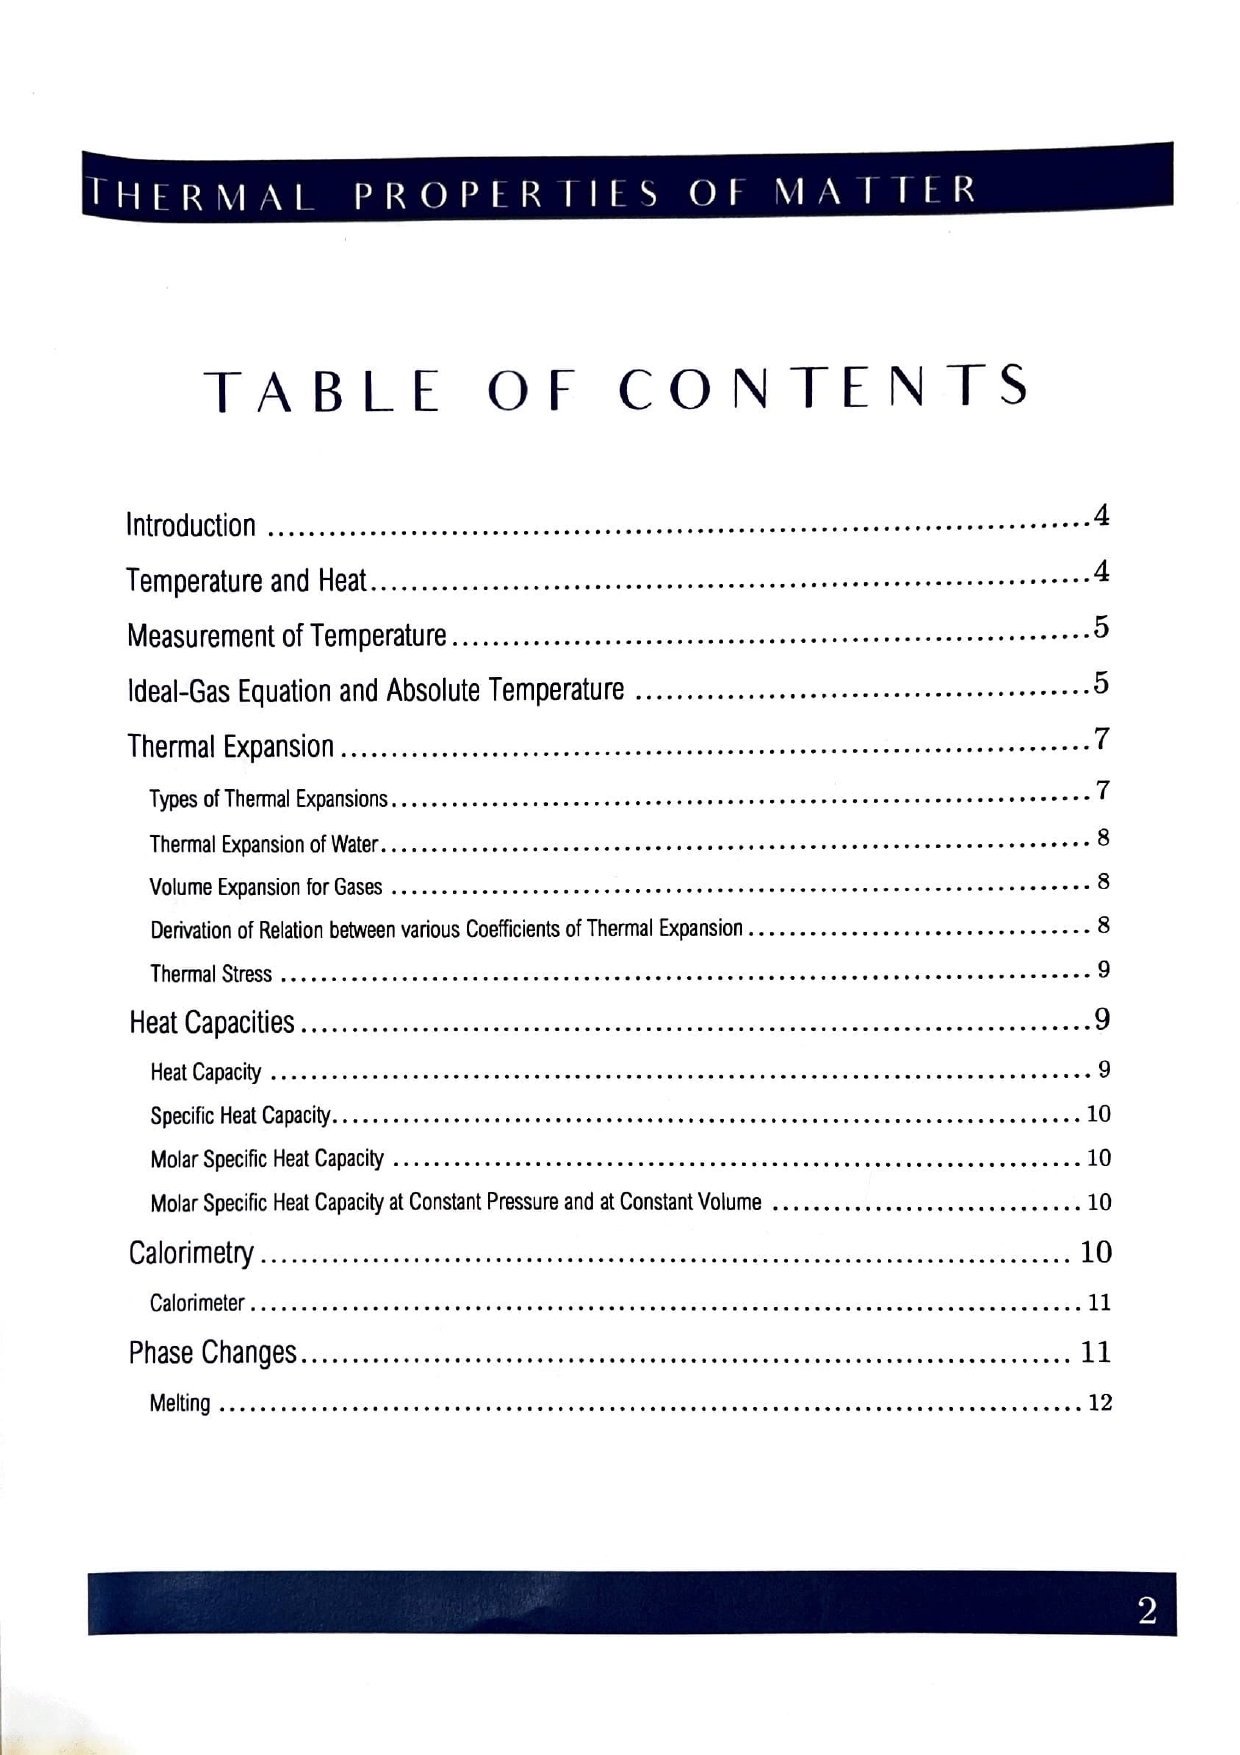 THERMAL PROPERTIES OF MATTER
TABLE OF CONTENTS
Introduction ........................................................................................4
Temperature and Heat........................................................................4
Measurement of Temperature................................................................5
Ideal-Gas Equation and Absolute Temperature .............................................5
Thermal Expansion...........................................................................7
Types of Thermal Expansions..................................................................... 7
Thermal Expansion of Water...................................................................... 8
Volume Expansion for Gases ..................................................................... 8
Derivation of Relation between various Coefficients of Thermal Expansion.................................. 8
Thermal Stress ................................................................................ 9
Heat Capacities...............................................................................9
Heat Capacity ................................................................................. 9
Specific Heat Capacity.......................................................................... 10
Molar Specific Heat Capacity .................................................................... 10
Molar Specific Heat Capacity at Constant Pressure and at Constant Volume ............................... 10
Calorimetry................................................................................ 10
Calorimeter................................................................................... 11
Phase Changes............................................................................. 11
Melting ...................................................................................... 12
2